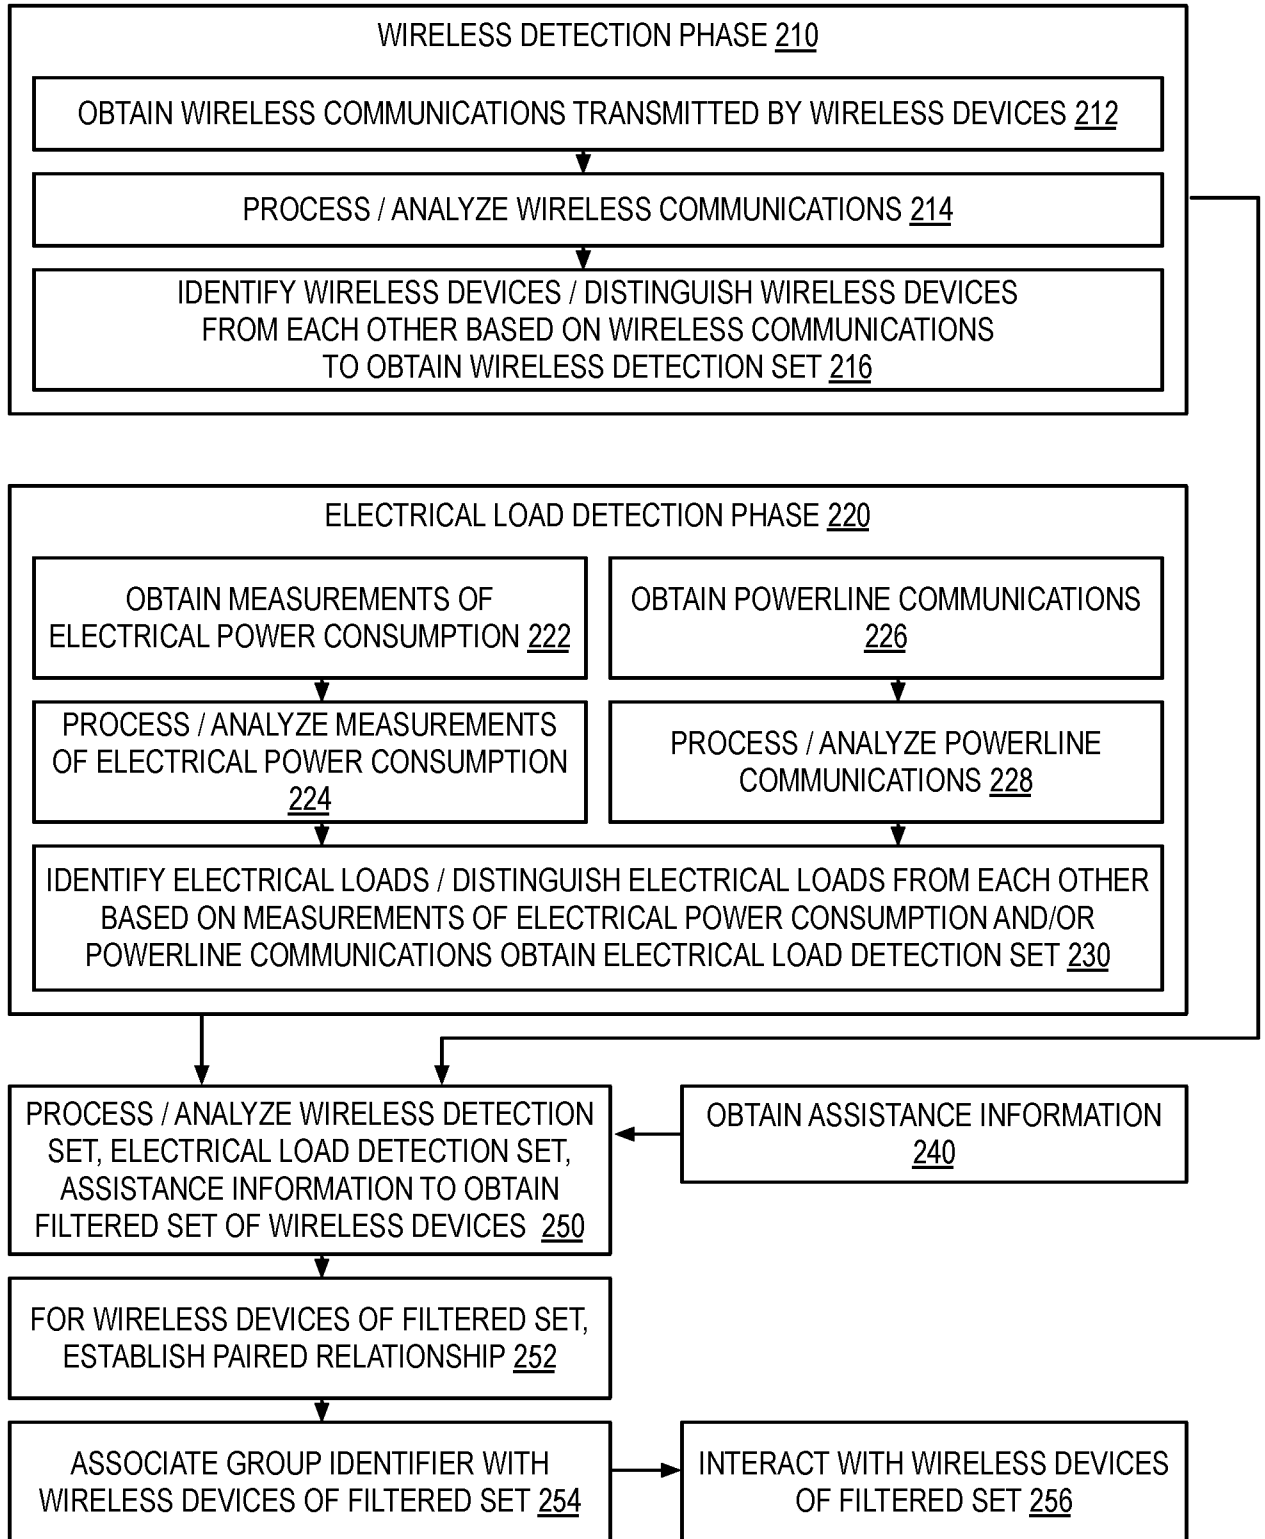 WIRELESS DETECTION PHASE 210
OBTAIN WIRELESS COMMUNICATIONS TRANSMITTED BY WIRELESS DEVICES 212
PROCESS / ANALYZE WIRELESS COMMUNICATIONS 214
IDENTIFY WIRELESS DEVICES / DISTINGUISH WIRELESS DEVICES
FROM EACH OTHER BASED ON WIRELESS COMMUNICATIONS
TO OBTAIN WIRELESS DETECTION SET 216
ELECTRICAL LOAD DETECTION PHASE 220
OBTAIN MEASUREMENTS OF
ELECTRICAL POWER CONSUMPTION 222
OBTAIN POWERLINE COMMUNICATIONS
226
PROCESS / ANALYZE MEASUREMENTS
OF ELECTRICAL POWER CONSUMPTION
224
PROCESS / ANALYZE POWERLINE
COMMUNICATIONS 228
IDENTIFY ELECTRICAL LOADS / DISTINGUISH ELECTRICAL LOADS FROM EACH OTHER
BASED ON MEASUREMENTS OF ELECTRICAL POWER CONSUMPTION AND/OR
POWERLINE COMMUNICATIONS OBTAIN ELECTRICAL LOAD DETECTION SET 230
PROCESS / ANALYZE WIRELESS DETECTION
SET, ELECTRICAL LOAD DETECTION SET,
ASSISTANCE INFORMATION TO OBTAIN
FILTERED SET OF WIRELESS DEVICES 250
OBTAIN ASSISTANCE INFORMATION
240
FOR WIRELESS DEVICES OF FILTERED SET,
ESTABLISH PAIRED RELATIONSHIP 252
ASSOCIATE GROUP IDENTIFIER WITH
WIRELESS DEVICES OF FILTERED SET 254
INTERACT WITH WIRELESS DEVICES
OF FILTERED SET 256